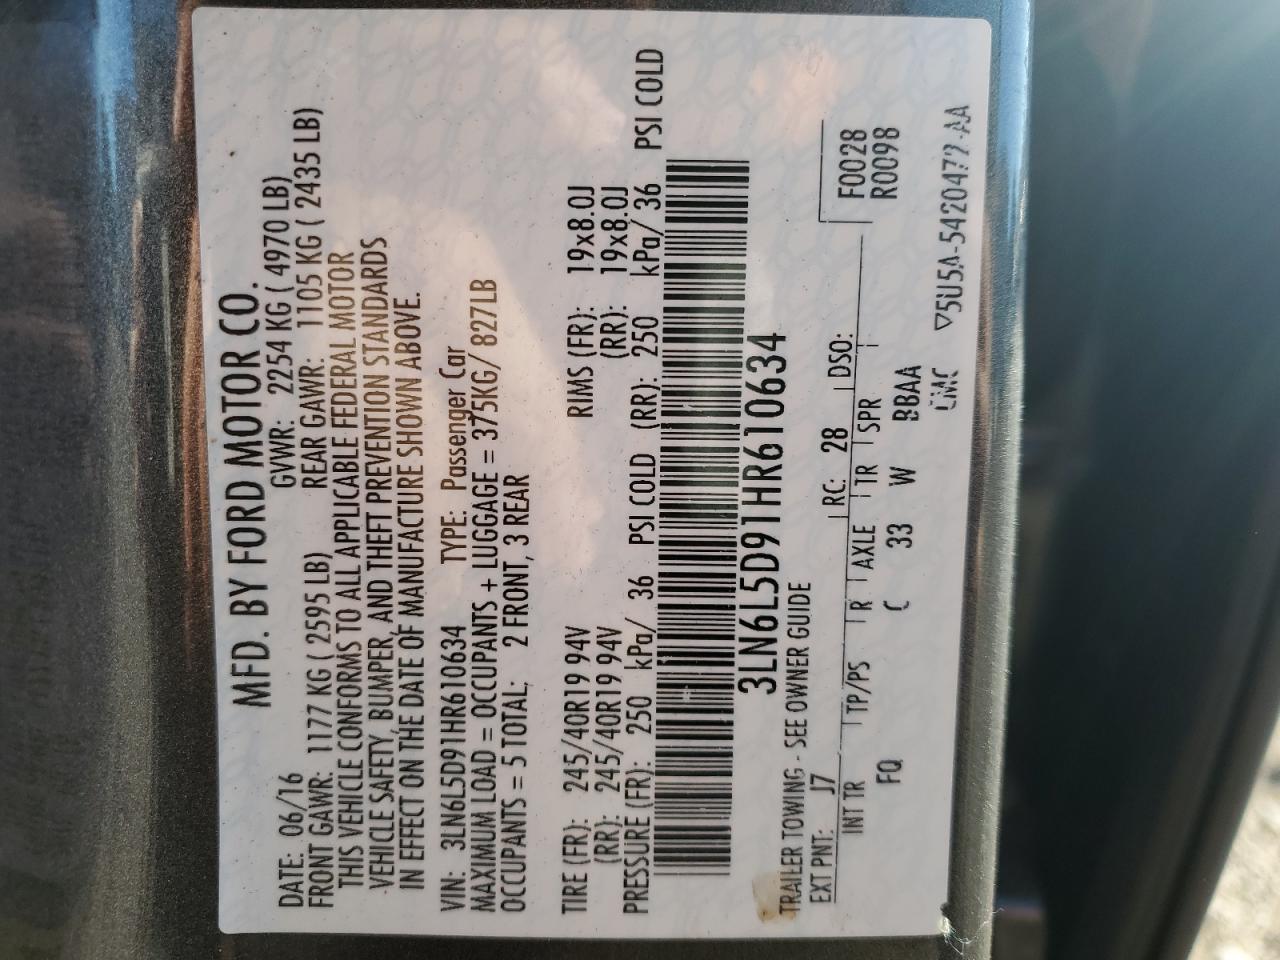 MFD. BY FORD MOTOR CO.
DATE: 06/16 GVWR: 2254 KG ( 4970 LB)
FRONT GAWR: 1177 KG ( 2595 LB) REAR GAWR: 1105 KG ( 2435 LB)
THIS VEHICLE CONFORMS TO ALL APPLICABLE FEDERAL MOTOR
VEHICLE SAFETY, BUMPER, AND THEFT PREVENTION STANDARDS
IN EFFECT ON THE DATE OF MANUFACTURE SHOWN ABOVE.
VIN: 3LN6L5D91HR610634 TYPE: Passenger Car
MAXIMUM LOAD = OCCUPANTS + LUGGAGE = 375KG/ 827LB
OCCUPANTS = 5 TOTAL, 2 FRONT, 3 REAR
TIRE (FR): 245/40R19 94V RIMS (FR): 19x8.0J
(RR): 245/40R19 94V (RR): 19x8.0J
PRESSURE (FR): 250 kPa/ 36 PSI COLD (RR): 250 kPa/ 36 PSI COLD
3LN6L5D91HR610634
TRAILER TOWING - SEE OWNER GUIDE
EXT PNT: J7 RC: 28 DSO: F0028
INT TR TP/PS R AXLE TR SPR R0098
FQ C 33 W BBAA
▽5U5A-5420472-AA